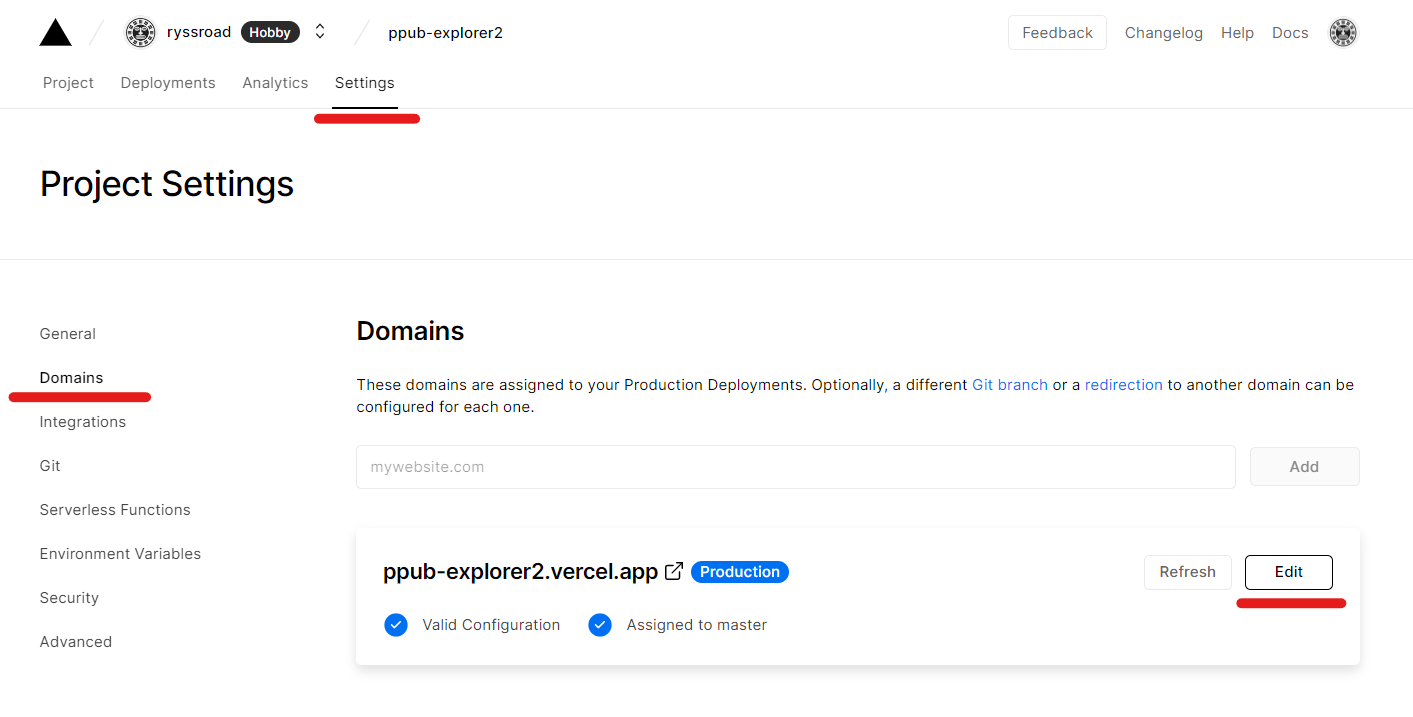 ryssroad Hobby ppub-explorer2 Feedback Changelog Help Docs
Project Deployments Analytics Settings
Project Settings
General
Domains
Integrations
Git
Serverless Functions
Environment Variables
Security
Advanced
Domains
These domains are assigned to your Production Deployments. Optionally, a different Git branch or a redirection to another domain can be
configured for each one.
mywebsite.com Add
ppub-explorer2.vercel.app Production Refresh Edit
Valid Configuration Assigned to master